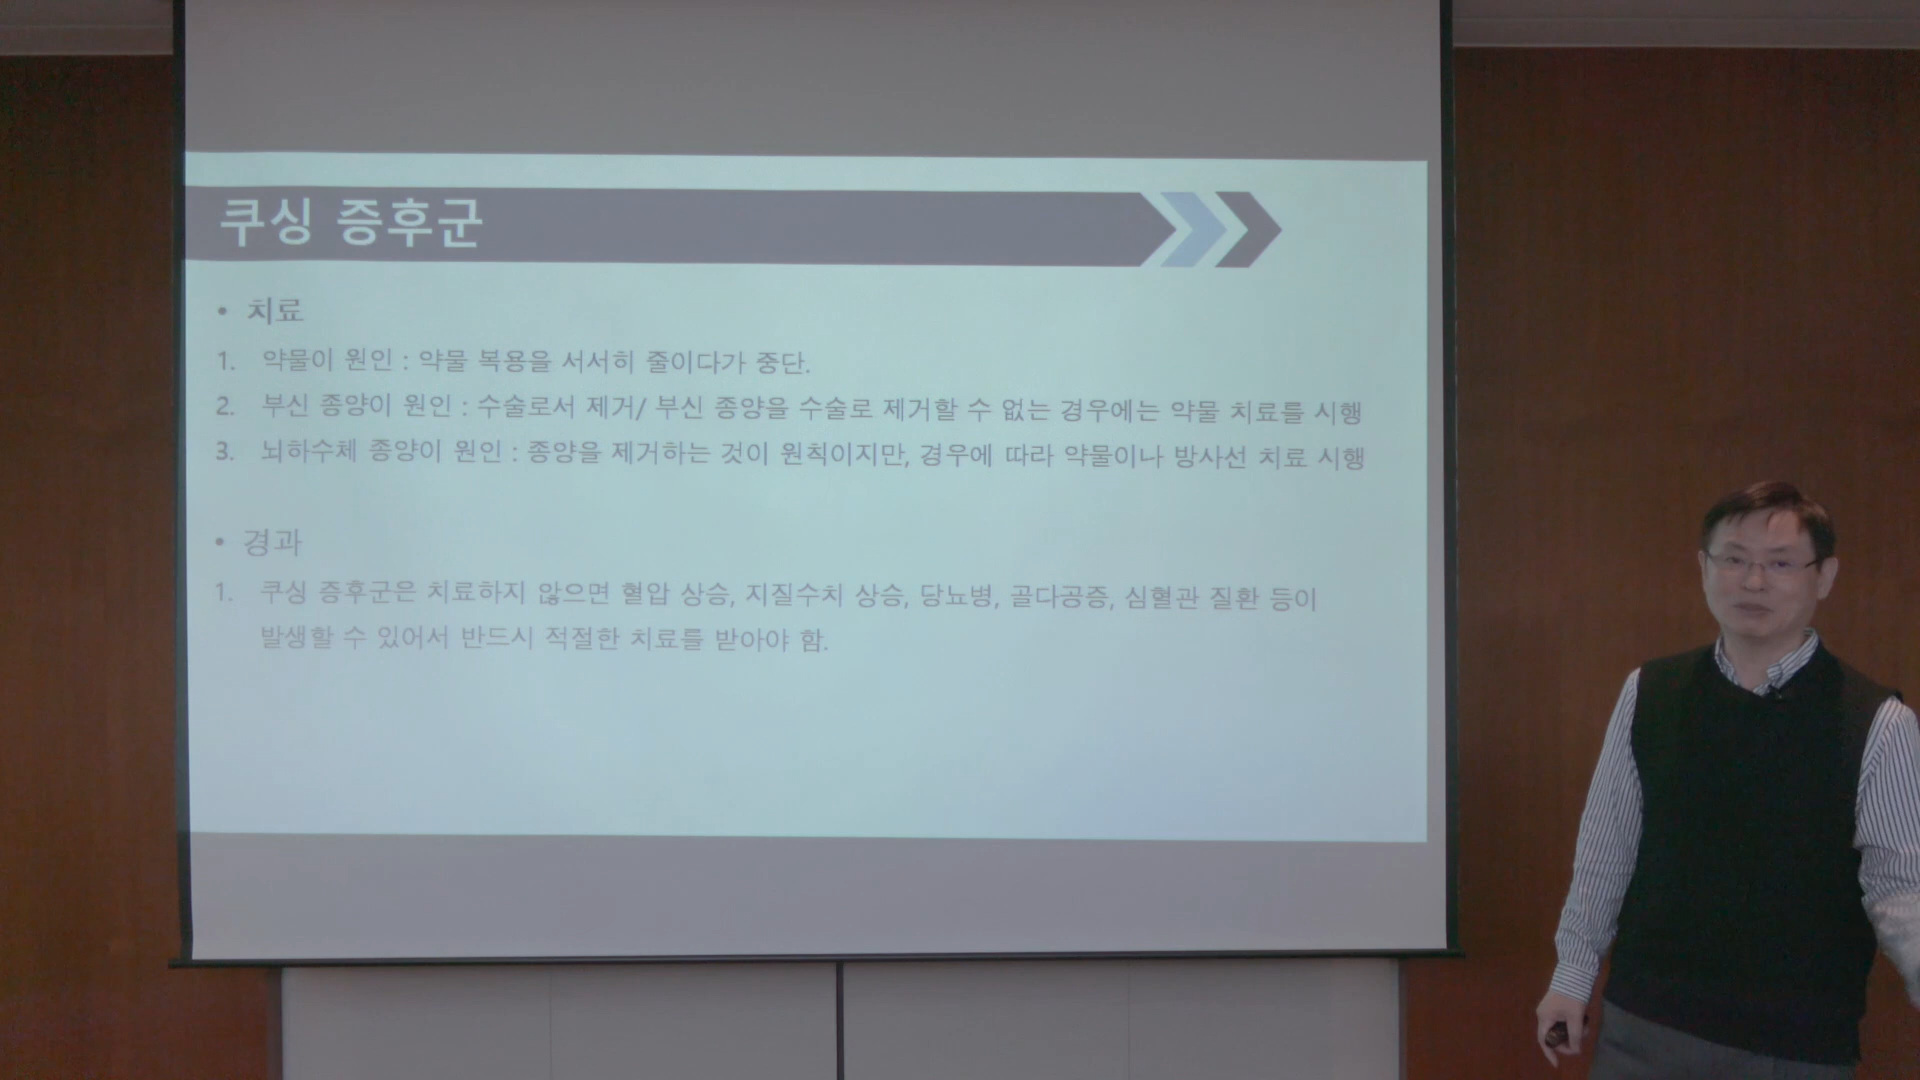 쿠싱 증후군
• 치료
1. 약물이 원인 : 약물 복용을 서서히 줄이다가 중단.
2. 부신 종양이 원인 : 수술로서 제거/ 부신 종양을 수술로 제거할 수 없는 경우에는 약물 치료를 시행
3. 뇌하수체 종양이 원인 : 종양을 제거하는 것이 원칙이지만, 경우에 따라 약물이나 방사선 치료 시행
• 경과
1. 쿠싱 증후군은 치료하지 않으면 혈압 상승, 지질수치 상승, 당뇨병, 골다공증, 심혈관 질환 등이
발생할 수 있어서 반드시 적절한 치료를 받아야 함.